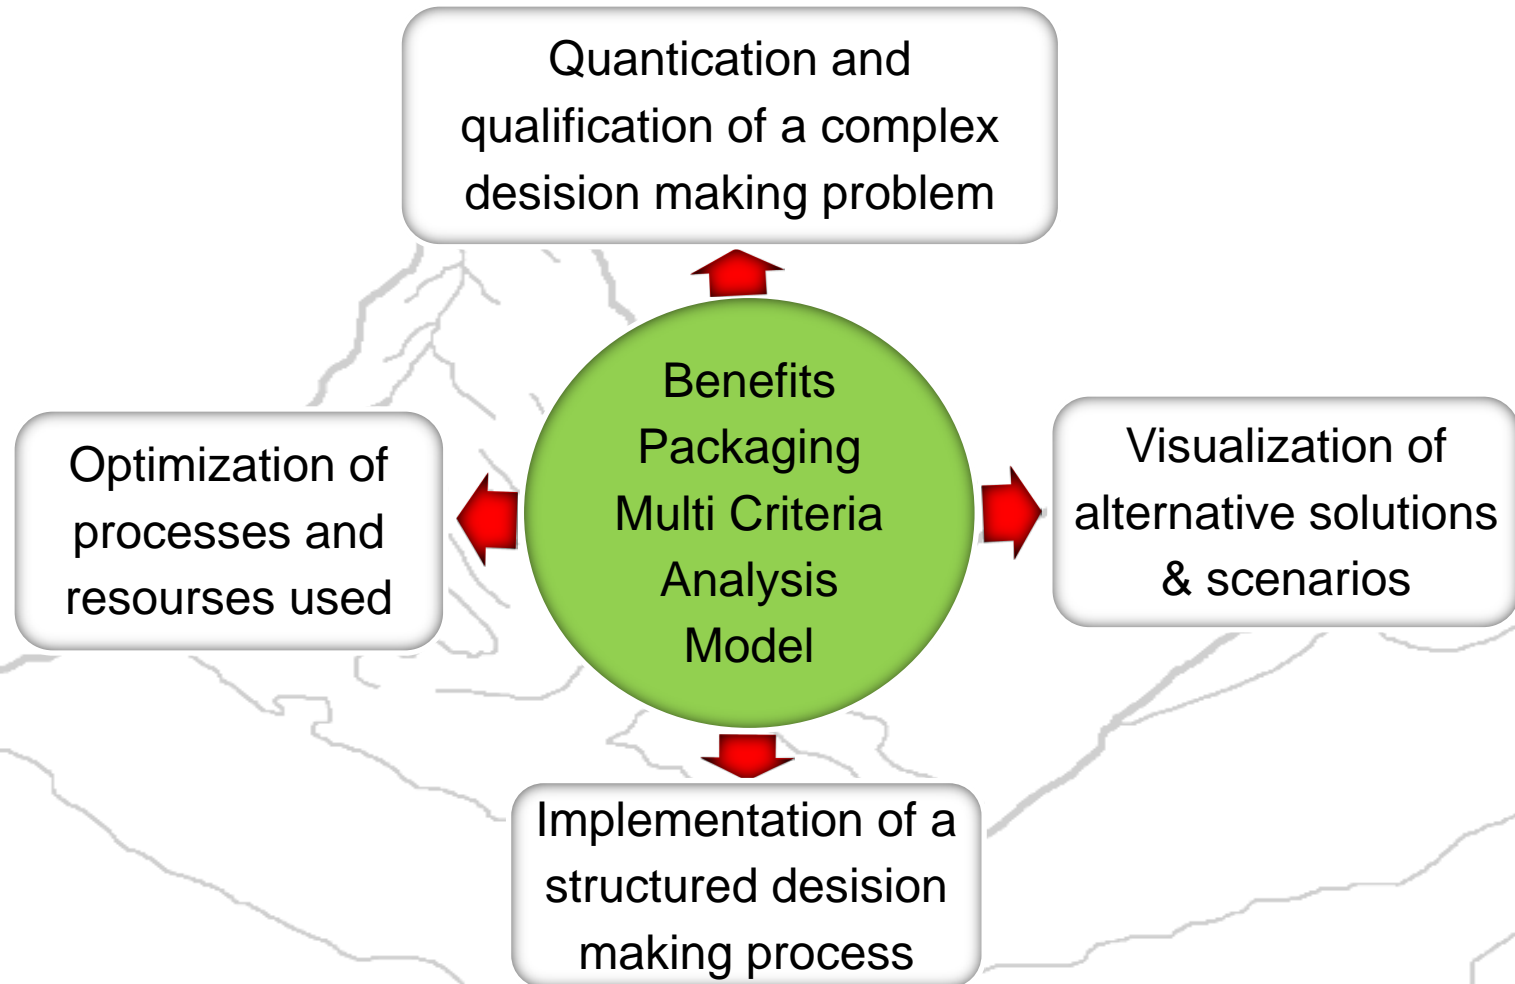 Quantication and
qualification of a complex
desision making problem
Benefits
Packaging
Multi Criteria
Analysis
Model
Optimization of
processes and
resourses used
Visualization of
alternative solutions
& scenarios
Implementation of a
structured desision
making process